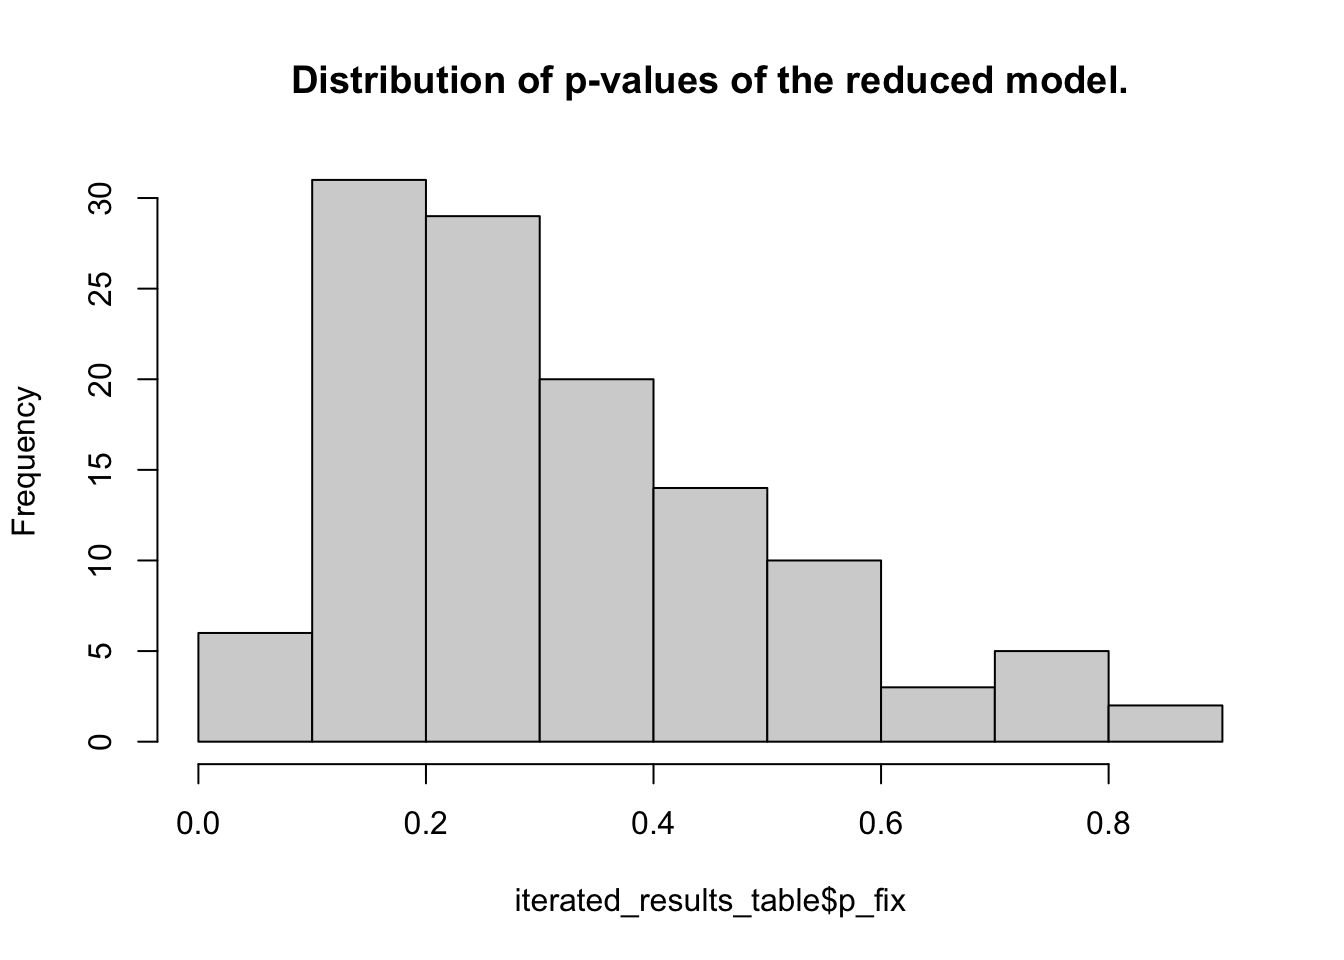 Distribution of p-values of the reduced model.
Frequency
30
25
20
15
10
5
0
0.0 0.2 0.4 0.6 0.8
iterated_results_table$p_fix